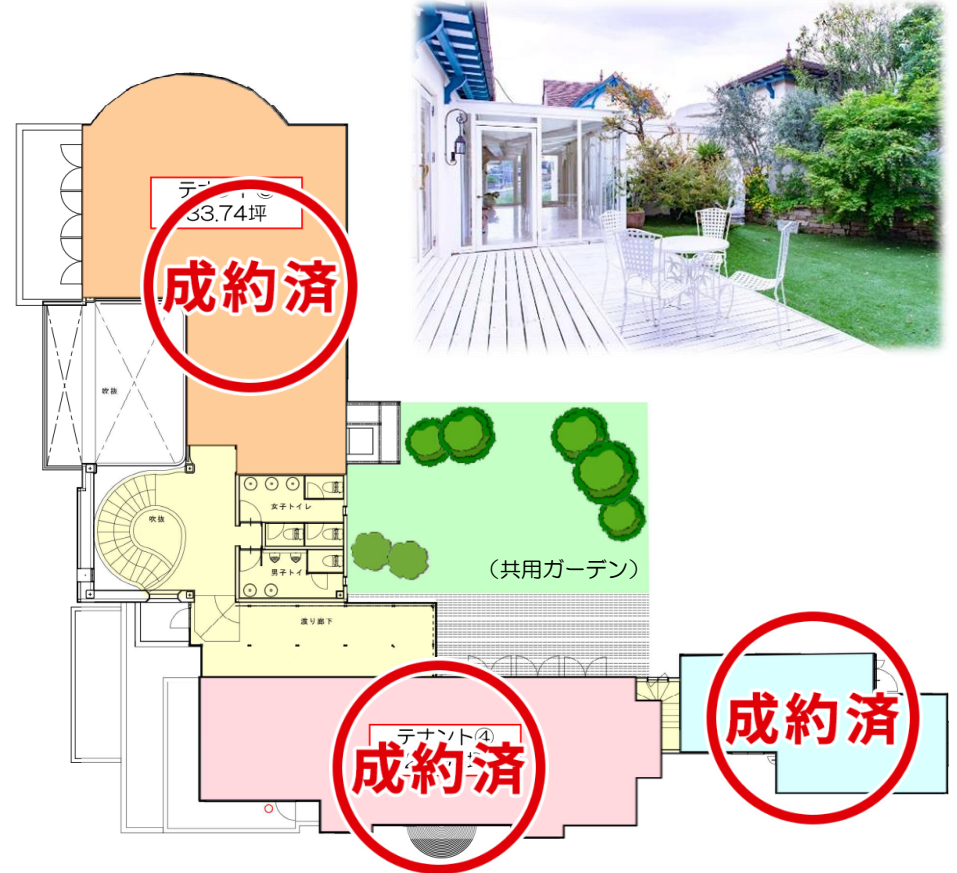 33.74坪
成約済
吹抜
女子トイレ
吹抜
男子トイレ
(共用ガーデン)
渡り廊下
テナント④
成約済
成約済